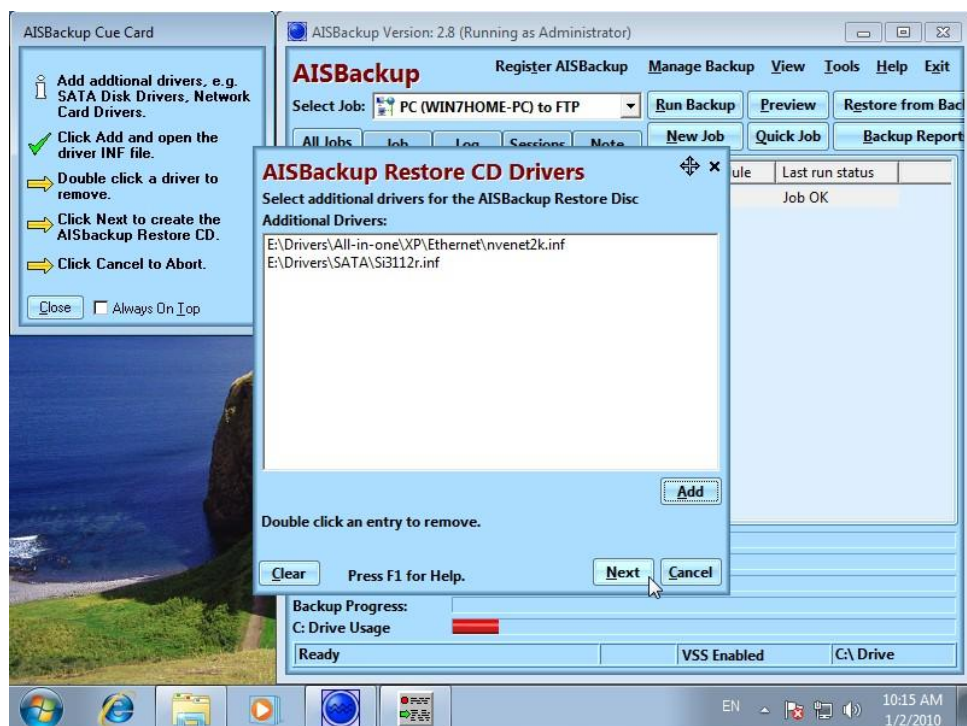 AISBackup Cue Card
Add addtional drivers, e.g.
SATA Disk Drivers, Network
Card Drivers.
Click Add and open the
driver INF file.
Double click a driver to
remove.
Click Next to create the
AISbackup Restore CD.
Click Cancel to Abort.
Close
Always On Top
AISBackup Version: 2.8 (Running as Administrator)
AISBackup
Register AISBackup
Manage Backup
View
Tools
Help
Exit
Select Job:
PC (WIN7HOME-PC) to FTP
Run Backup
Preview
Restore from Bac
All Jobs
Job
Log
Sessions
Note
New Job
Quick Job
Backup Report
ule
Last run status
Job OK
AISBackup Restore CD Drivers
Select additional drivers for the AISBackup Restore Disc
Additional Drivers:
E:\Drivers\All-in-one\XP\Ethernet\nvenet2k.inf
E:\Drivers\SATA\Si3112r.inf
Add
Double click an entry to remove.
Clear
Press F1 for Help.
Next
Cancel
Backup Progress:
C: Drive Usage
Ready
VSS Enabled
C:\ Drive
EN
10:15 AM
1/2/2010